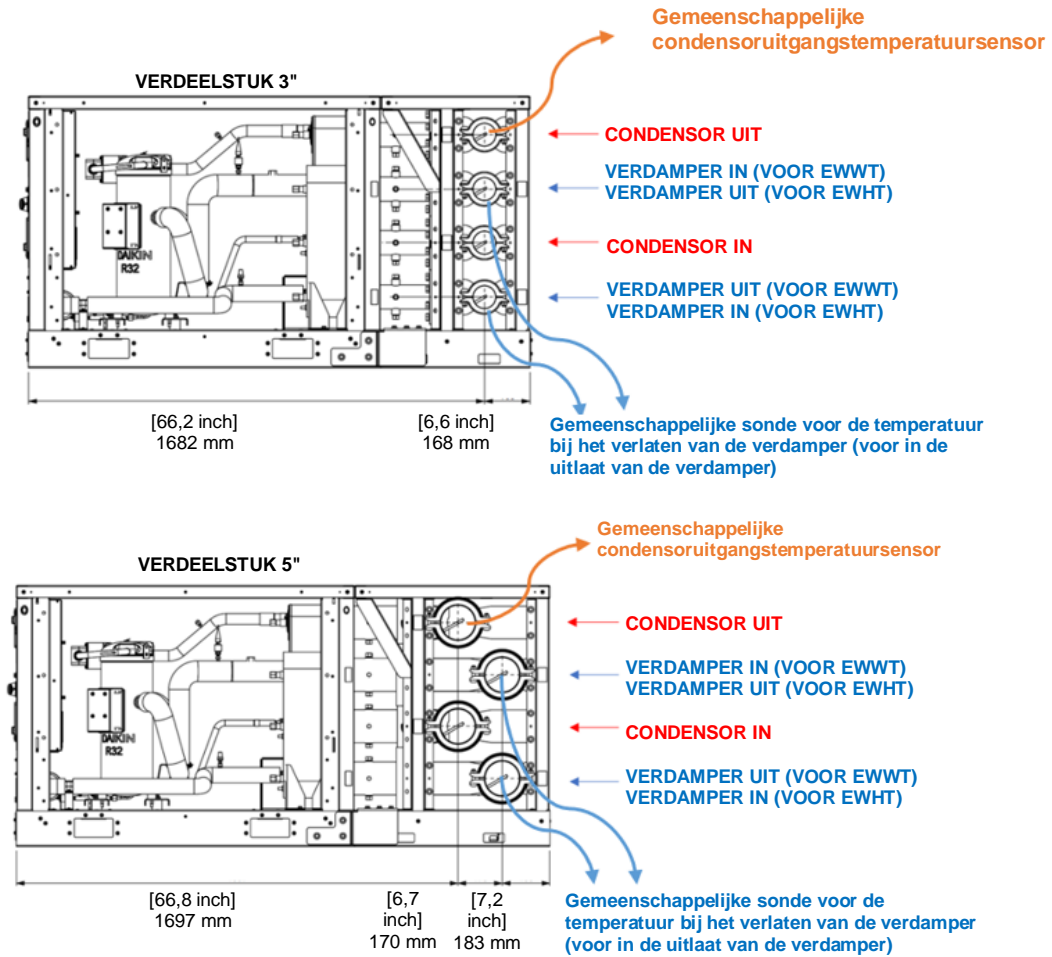 Gemeenschappelijke
condensoruitgangstemperatuursensor
VERDEELSTUK 3"
CONDENSOR UIT
VERDAMPER IN (VOOR EWWT)
VERDAMPER UIT (VOOR EWHT)
CONDENSOR IN
VERDAMPER UIT (VOOR EWWT)
VERDAMPER IN (VOOR EWHT)
DAIKIN
R32
[66,2 inch]
1682 mm
[6,6 inch]
168 mm
Gemeenschappelijke sonde voor de temperatuur
bij het verlaten van de verdamper (voor in de
uitlaat van de verdamper)
Gemeenschappelijke
condensoruitgangstemperatuursensor
VERDEELSTUK 5"
CONDENSOR UIT
VERDAMPER IN (VOOR EWWT)
VERDAMPER UIT (VOOR EWHT)
CONDENSOR IN
VERDAMPER UIT (VOOR EWWT)
VERDAMPER IN (VOOR EWHT)
DAIKIN
R32
[66,8 inch]
1697 mm
[6,7
inch]
170 mm
[7,2
inch]
183 mm
Gemeenschappelijke sonde voor de
temperatuur bij het verlaten van de verdamper
(voor in de uitlaat van de verdamper)